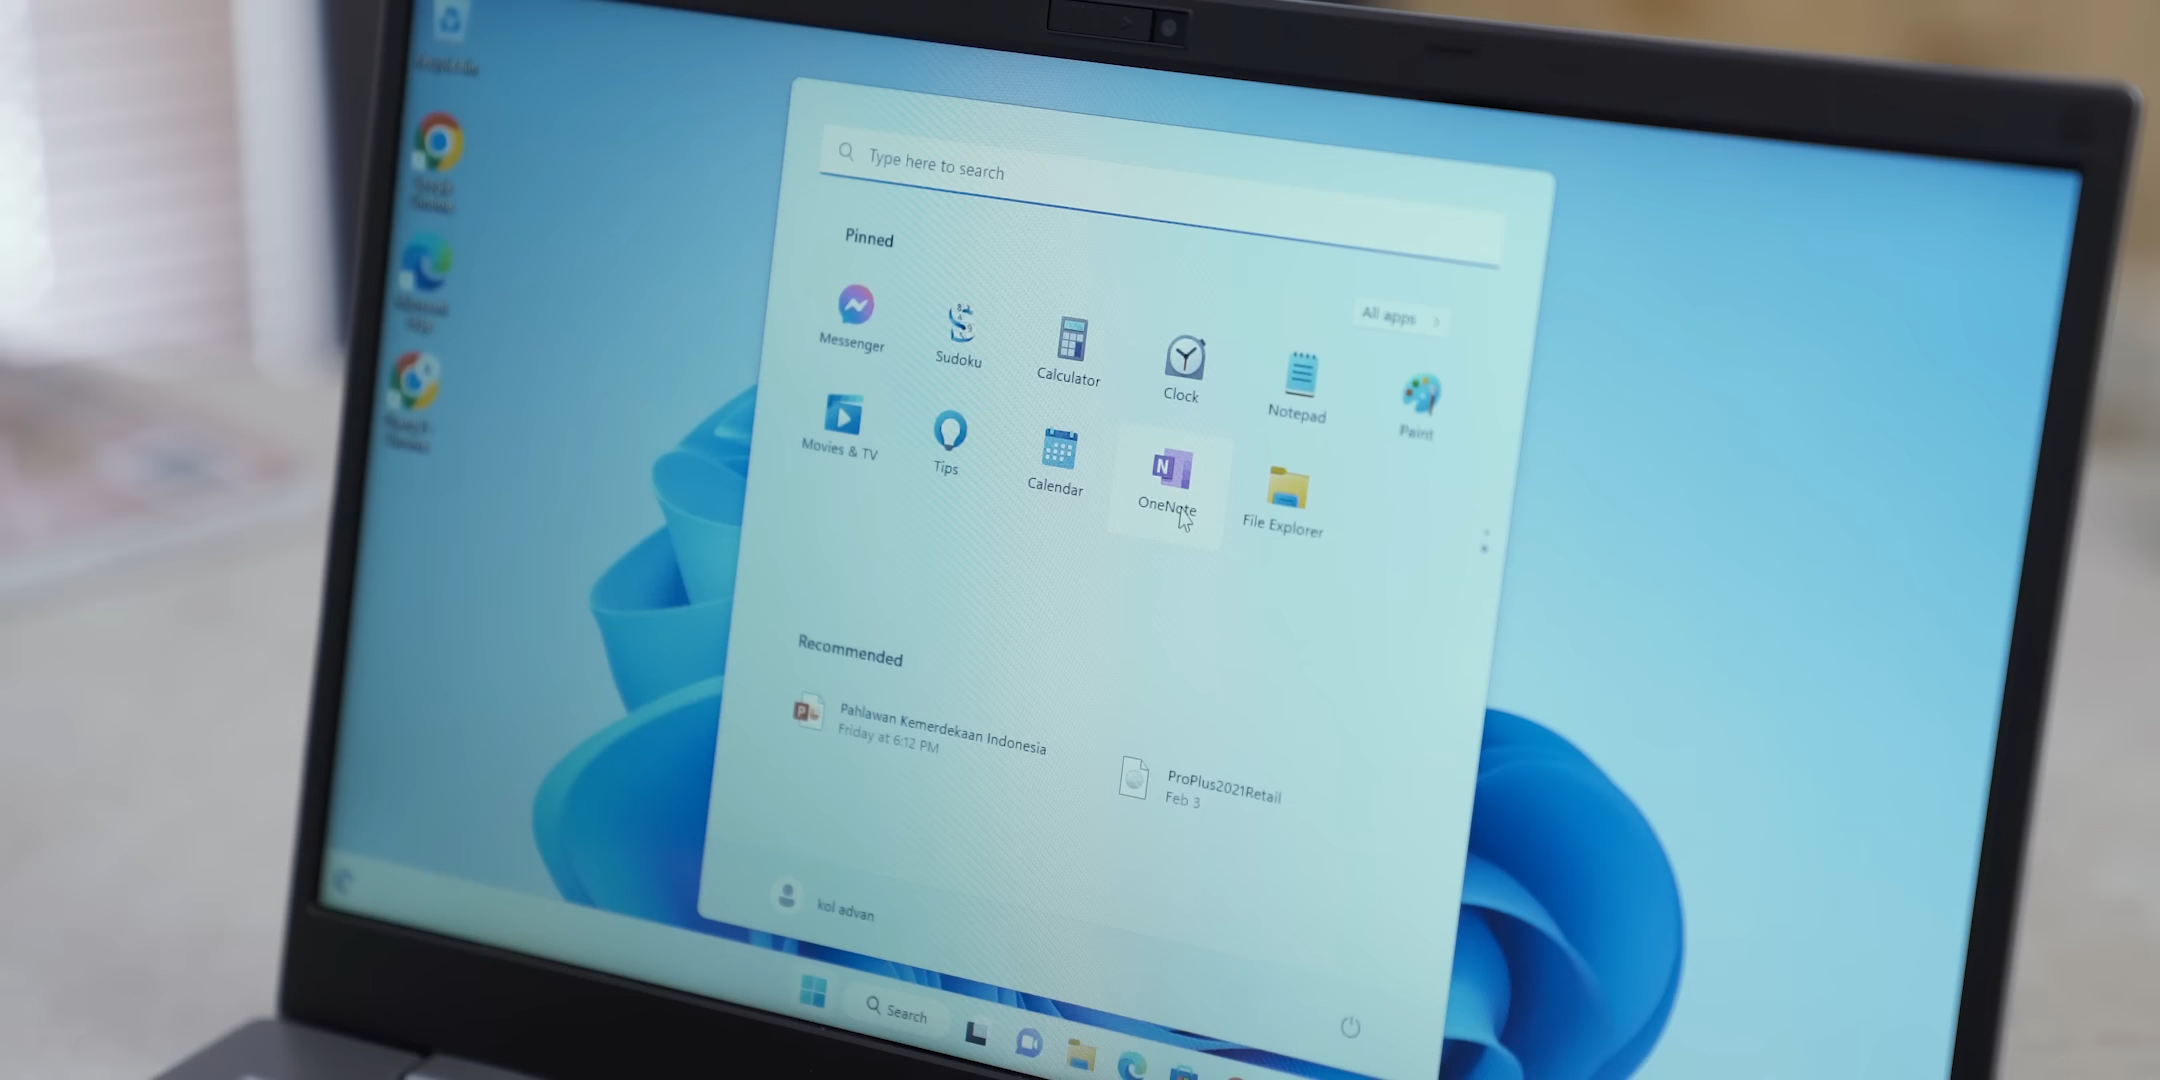 Type here to search
Pinned
All apps
Messenger
Sudoku
Calculator
Clock
Notepad
Paint
Movies & TV
Tips
Calendar
OneNote
File Explorer
Recommended
Pahlawan Kemerdekaan Indonesia
Friday at 6:12 PM
ProPlus2021Retail
Feb 3
kol advan
Search